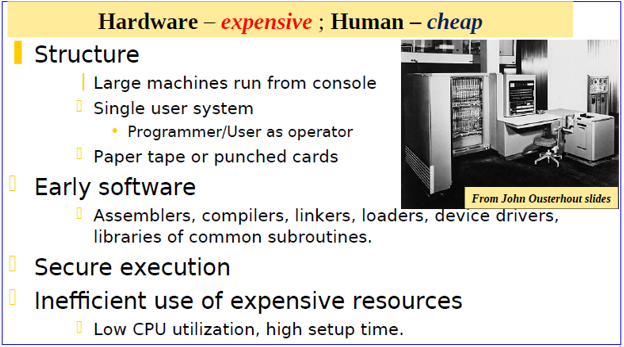 Hardware – expensive ; Human – cheap
Structure
Large machines run from console
Single user system
Programmer/User as operator
Paper tape or punched cards
From John Ousterhout slides
Early software
Assemblers, compilers, linkers, loaders, device drivers,
libraries of common subroutines.
Secure execution
Inefficient use of expensive resources
Low CPU utilization, high setup time.